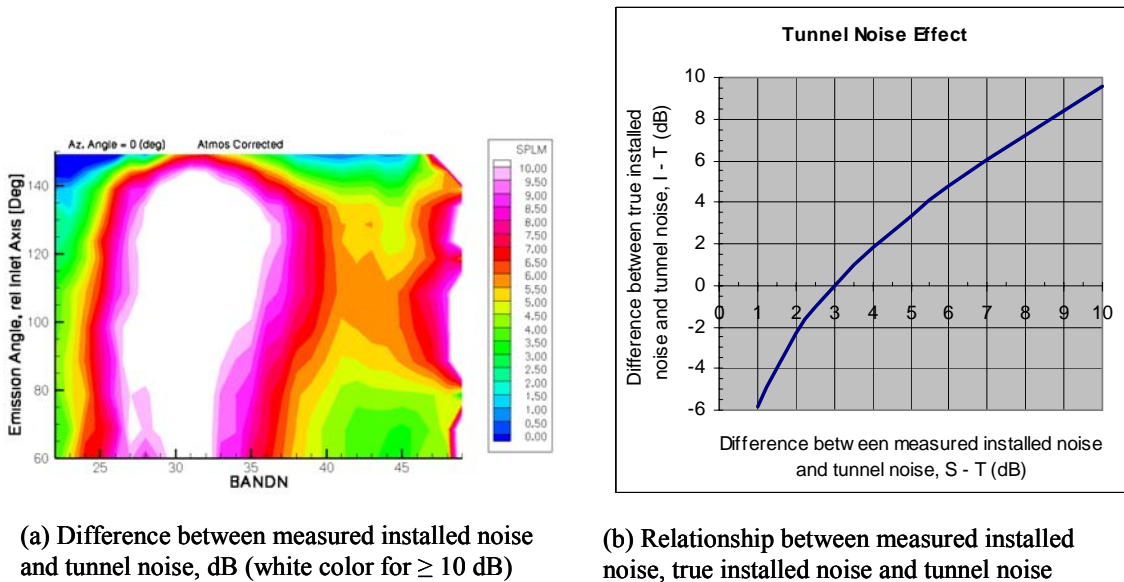 Az. Angle = 0 (deg) Atmos Corrected
Emission Angle, rel Inlet Axis [Deg]
140
120
100
80
60
25 30 35 40 45
BANDN
SPLM
10.00
9.50
9.00
8.50
8.00
7.50
7.00
6.50
6.00
5.50
5.00
4.50
4.00
3.50
3.00
2.50
2.00
1.50
1.00
0.50
0.00
(a) Difference between measured installed noise
and tunnel noise, dB (white color for ≥ 10 dB)
Tunnel Noise Effect
Difference between true installed
noise and tunnel noise, I - T (dB)
10
8
6
4
2
0
-2
-4
-6
0 1 2 3 4 5 6 7 8 9 10
Difference between measured installed noise
and tunnel noise, S - T (dB)
(b) Relationship between measured installed
noise, true installed noise and tunnel noise